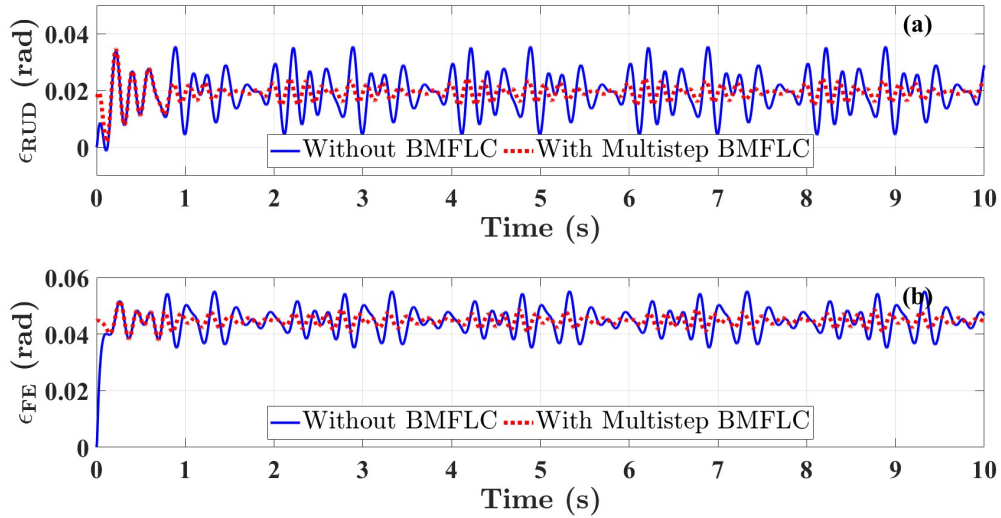 (a)
0.04
0.02
0
ϵRUD (rad)
Without BMFLC With Multistep BMFLC
0 1 2 3 4 5 6 7 8 9 10
Time (s)
(b)
0.06
0.04
0.02
0
ϵFE (rad)
Without BMFLC With Multistep BMFLC
0 1 2 3 4 5 6 7 8 9 10
Time (s)